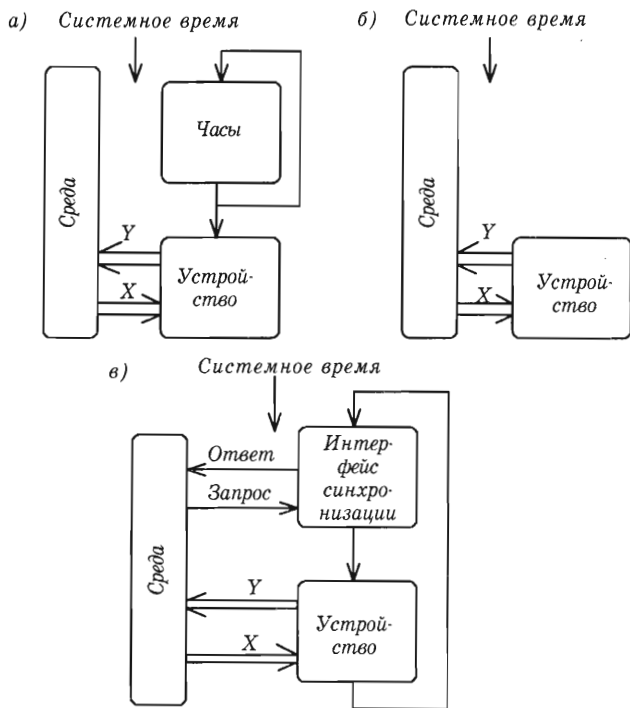 а) Системное время
Часы
Среда
Y
X
Устрой-
ство
б) Системное время
Среда
Y
X
Устрой-
ство
в) Системное время
Ответ
Запрос
Интер-
фейс
синхро-
низации
Среда
Y
X
Устрой-
ство